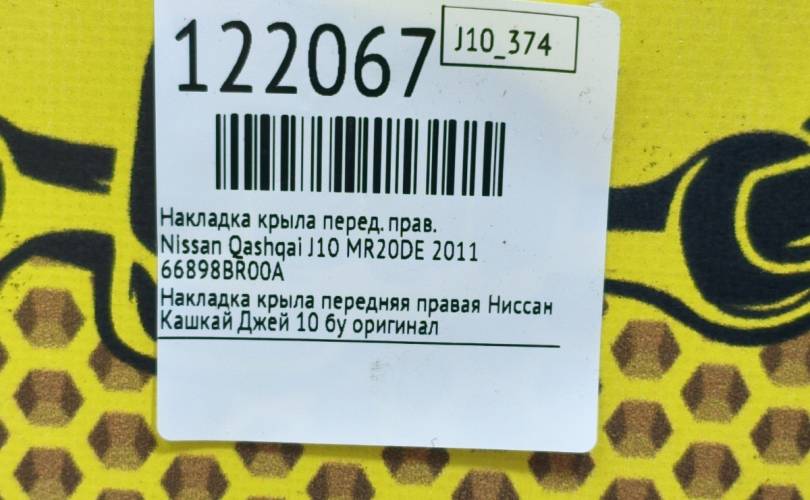 122067
J10_374
Накладка крыла перед. прав.
Nissan Qashqai J10 MR20DE 2011
66898BR00A
Накладка крыла передняя правая Ниссан
Кашкай Джей 10 бу оригинал